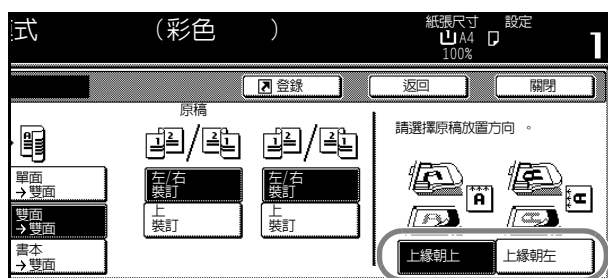 式 （彩色 ） 紙張尺寸 設定
A4 1
100%
登錄 返回 關閉
原稿
請選擇原稿放置方向 。
單面
→雙面
左/右
裝訂
左/右
裝訂
雙面
→雙面
上
裝訂
上
裝訂
書本
→雙面
上緣朝上 上緣朝左